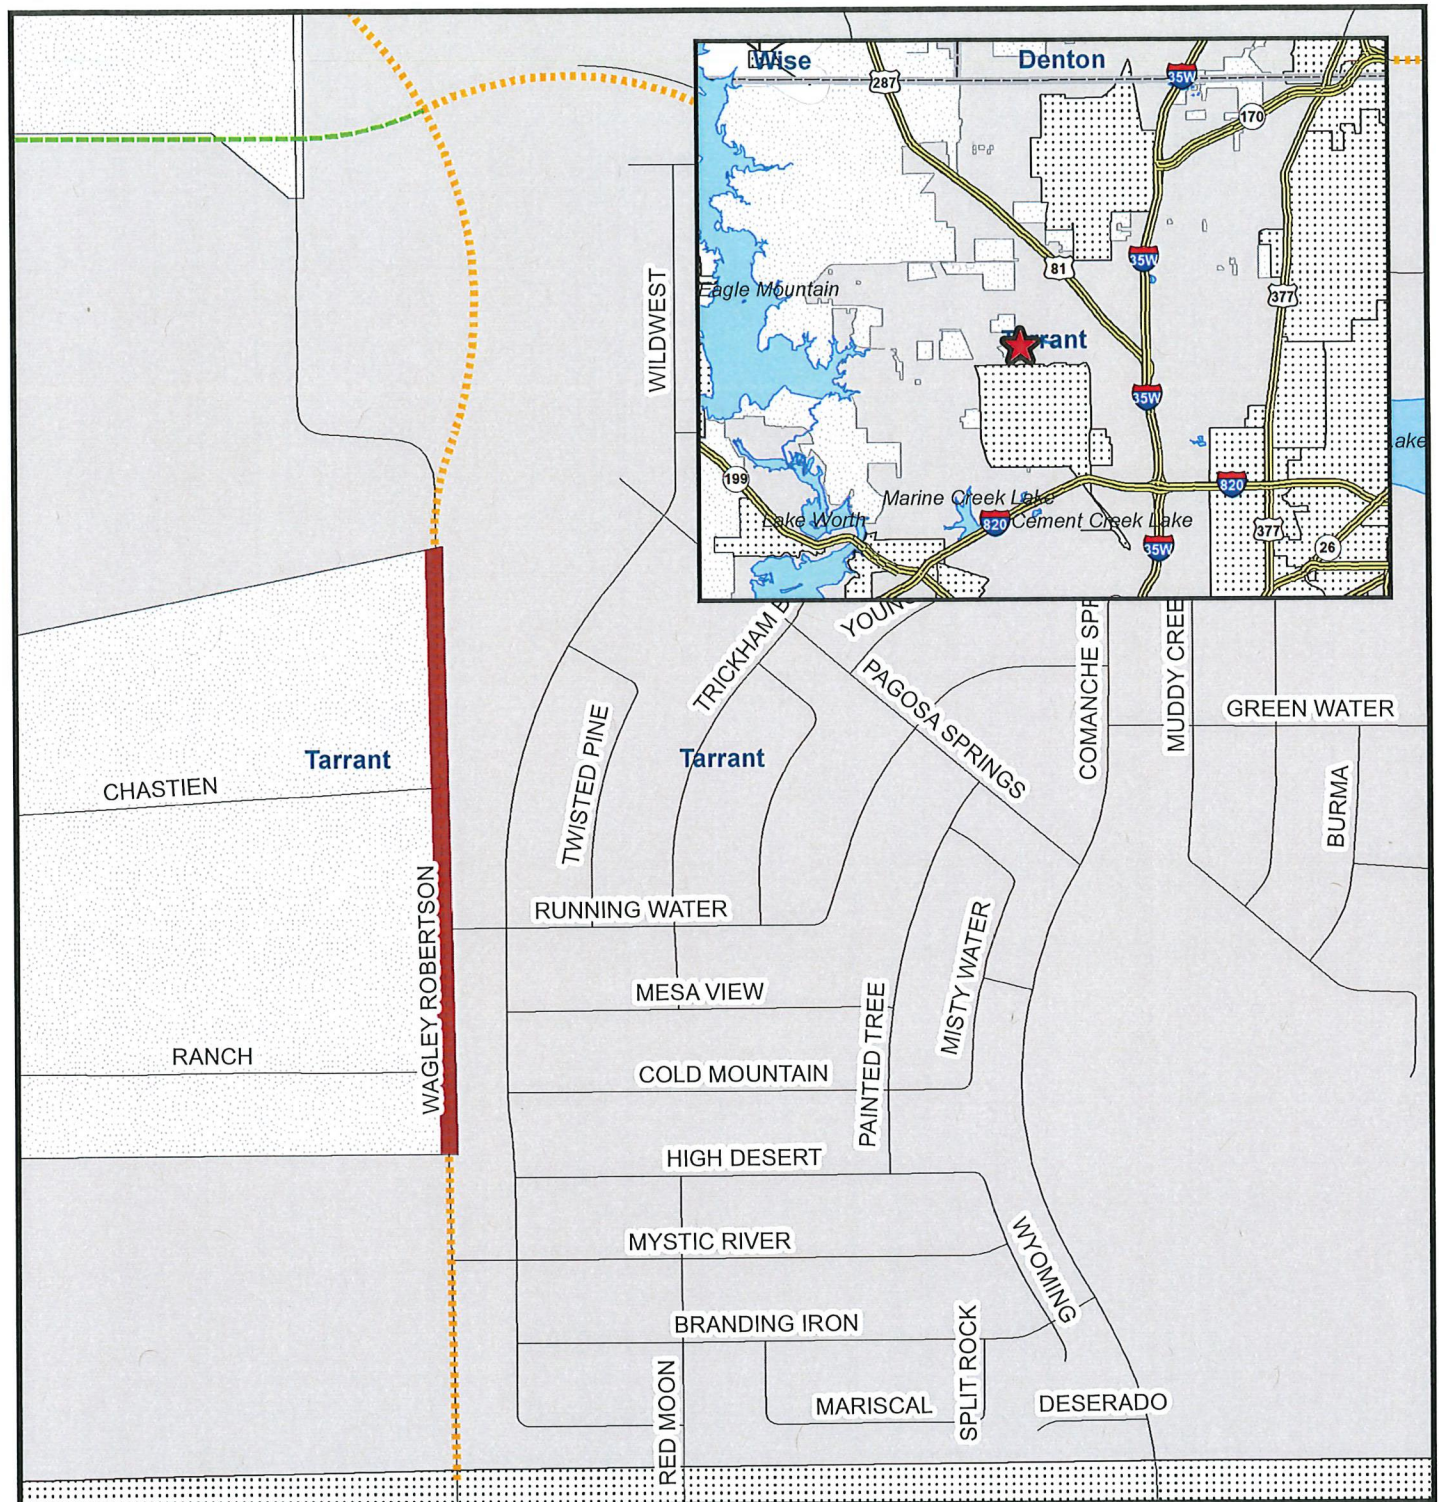 Wise
Denton
287
35W
170
35W
81
Eagle Mountain
377
Tarrant
35W
199
820
Marine Creek Lake
Lake Worth
820
Cement Creek Lake
377
26
35W
ake
WILDWEST
TRICKHAM B
YOUN
COMANCHE SPR
MUDDY CREE
PAGOSA SPRINGS
GREEN WATER
TWISTED PINE
Tarrant
Tarrant
CHASTIEN
BURMA
WAGLEY ROBERTSON
RUNNING WATER
MISTY WATER
MESA VIEW
PAINTED TREE
RANCH
COLD MOUNTAIN
HIGH DESERT
MYSTIC RIVER
WYOMING
BRANDING IRON
SPLIT ROCK
RED MOON
MARISCAL
DESERADO